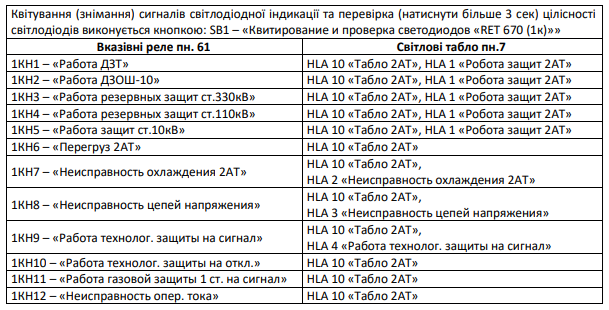 Квітування (знімання) сигналів світлодіодної індикації та перевірка (натиснути більше 3 сек) цілісності
світлодіодів виконується кнопкою: SB1 – «Квитирование и проверка светодиодов «RET 670 (1к)»»
Вказівні реле пн. 61 Світлові табло пн.7
1КН1 – «Работа ДЗТ» HLA 10 «Табло 2АТ», HLA 1 «Робота защит 2АТ»
1КН2 – «Работа ДЗОШ-10» HLA 10 «Табло 2АТ», HLA 1 «Робота защит 2АТ»
1КН3 – «Работа резервных защит ст.330кВ» HLA 10 «Табло 2АТ», HLA 1 «Робота защит 2АТ»
1КН4 – «Работа резервных защит ст.110кВ» HLA 10 «Табло 2АТ», HLA 1 «Робота защит 2АТ»
1КН5 – «Работа защит ст.10кВ» HLA 10 «Табло 2АТ», HLA 1 «Робота защит 2АТ»
1КН6 – «Перегруз 2АТ» HLA 10 «Табло 2АТ»
1КН7 – «Неисправность охлаждения 2АТ» HLA 10 «Табло 2АТ»,
HLA 2 «Неисправность охлаждения 2АТ»
1КН8 – «Неисправность цепей напряжения» HLA 10 «Табло 2АТ»,
HLA 3 «Неисправность цепей напряжения»
1КН9 – «Работа технолог. защиты на сигнал» HLA 10 «Табло 2АТ»,
HLA 4 «Работа технолог. защиты на сигнал»
1КН10 – «Работа технолог. защиты на откл.» HLA 10 «Табло 2АТ»
1КН11 – «Работа газовой защиты 1 ст. на сигнал» HLA 10 «Табло 2АТ»
1КН12 – «Неисправность опер. тока» HLA 10 «Табло 2АТ»